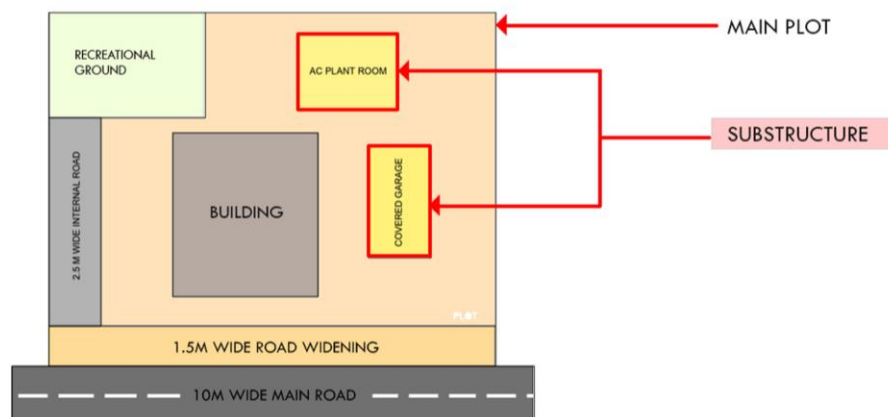 MAIN PLOT
RECREATIONAL
GROUND
AC PLANT ROOM
SUBSTRUCTURE
COVERED GARAGE
2.5 M WIDE INTERNAL ROAD
BUILDING
PLOT
1.5M WIDE ROAD WIDENING
10M WIDE MAIN ROAD